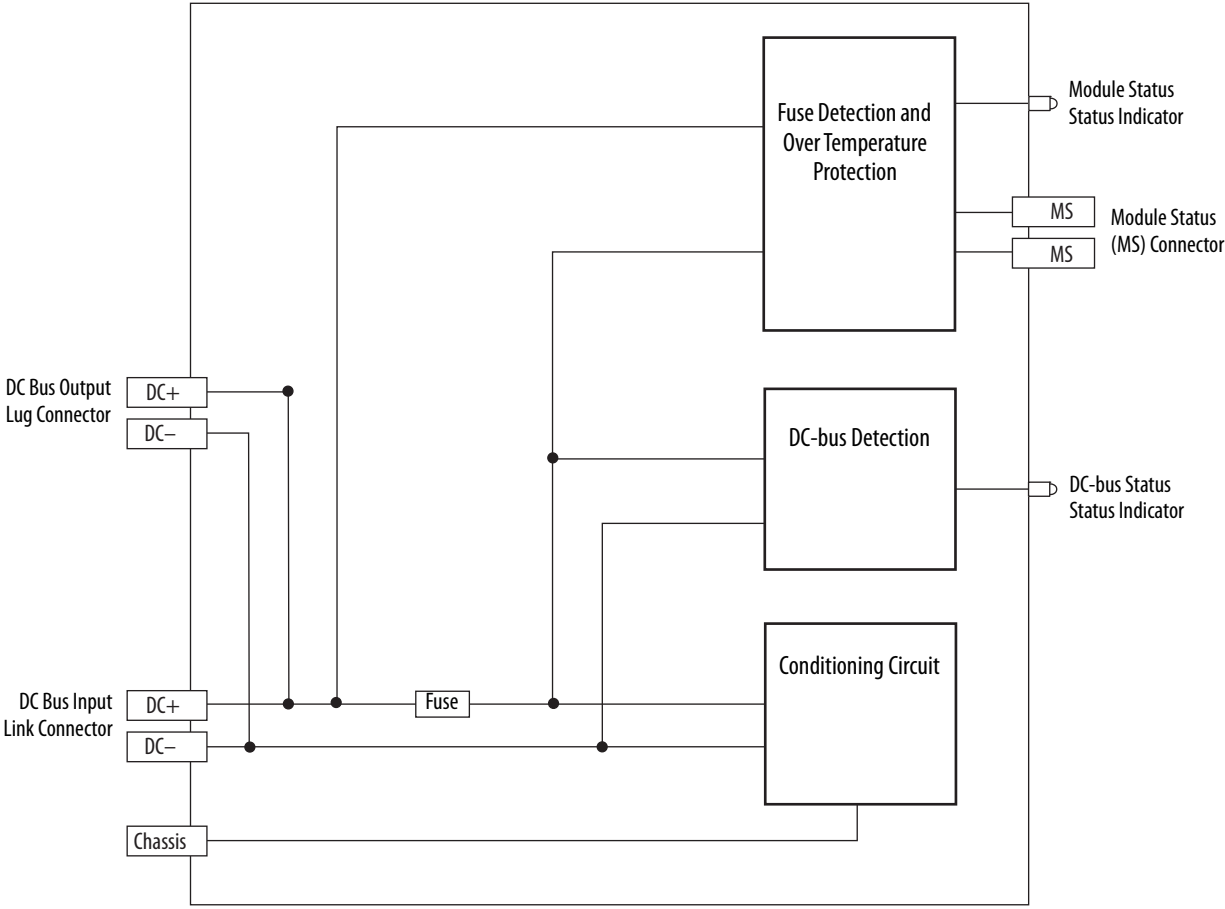 Fuse Detection and
Over Temperature
Protection
Module Status
Status Indicator
MS
MS
Module Status
(MS) Connector
DC Bus Output
Lug Connector
DC+
DC–
DC-bus Detection
DC-bus Status
Status Indicator
Conditioning Circuit
DC Bus Input
Link Connector
DC+
DC–
Fuse
Chassis